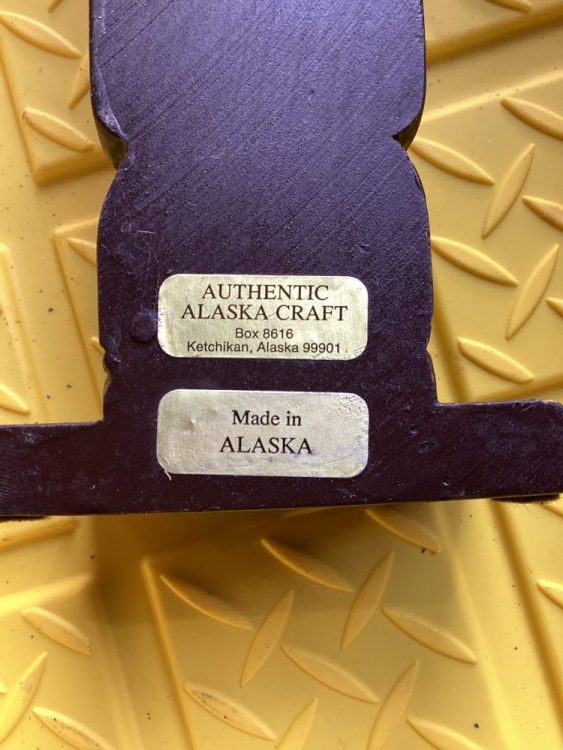 AUTHENTIC
ALASKA CRAFT
Box 8616
Ketchikan, Alaska 99901
Made in
ALASKA